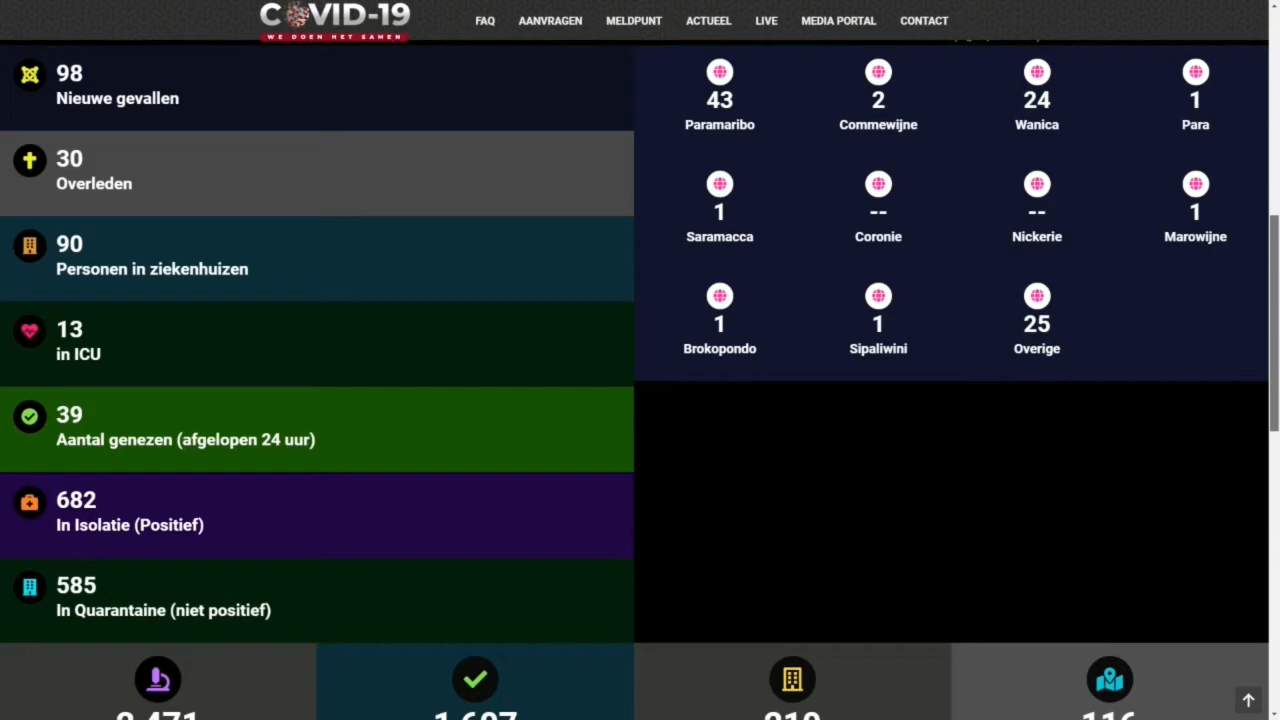 COVID-19
WE DOEN HET SAMEN
FAQ AANVRAGEN MELDPUNT ACTUEEL LIVE MEDIA PORTAL CONTACT
98
Nieuwe gevallen
30
Overleden
90
Personen in ziekenhuizen
13
in ICU
39
Aantal genezen (afgelopen 24 uur)
682
In Isolatie (Positief)
585
In Quarantaine (niet positief)
43 2 24 1
Paramaribo Commewijne Wanica Para
1 -- -- 1
Saramacca Coronie Nickerie Marowijne
1 1 25
Brokopondo Sipaliwini Overige